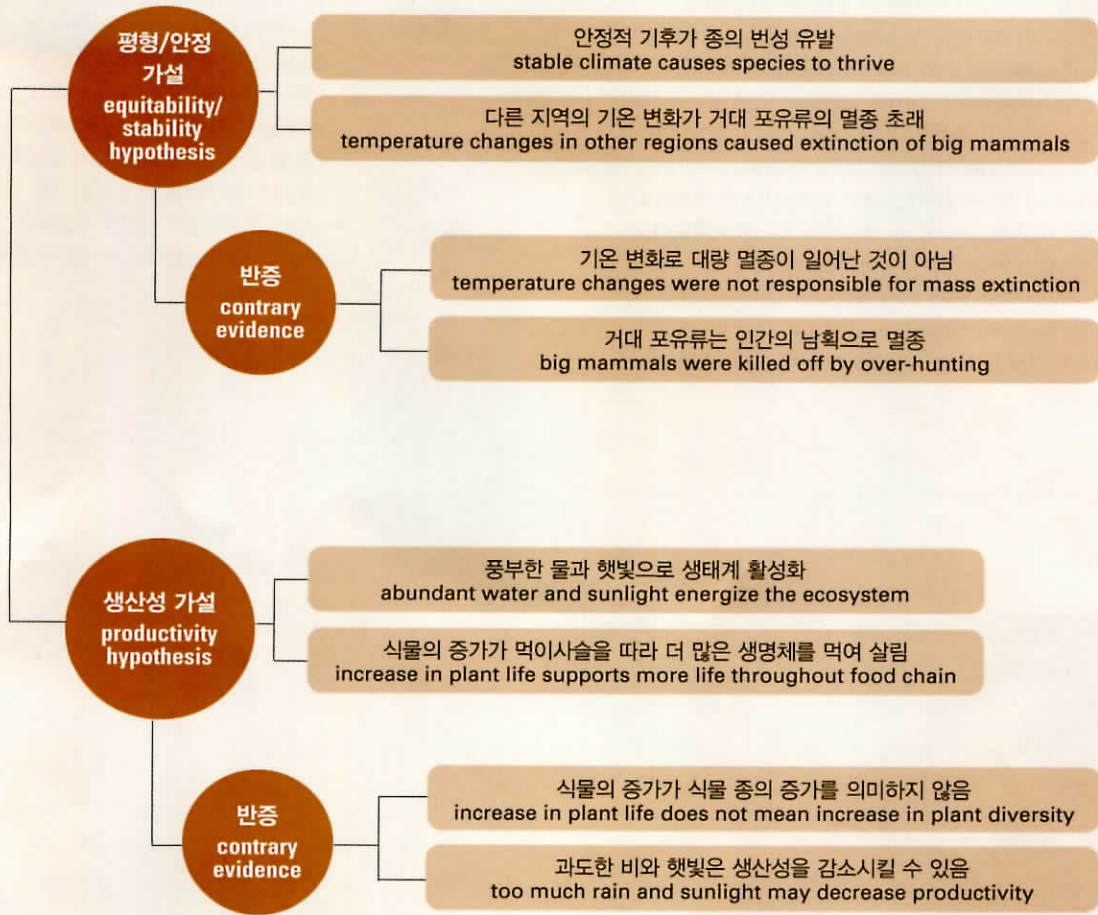 평형/안정
가설
equitability/
stability
hypothesis
안정적 기후가 종의 번성 유발
stable climate causes species to thrive
다른 지역의 기온 변화가 거대 포유류의 멸종 초래
temperature changes in other regions caused extinction of big mammals
반증
contrary
evidence
기온 변화로 대량 멸종이 일어난 것이 아님
temperature changes were not responsible for mass extinction
거대 포유류는 인간의 남획으로 멸종
big mammals were killed off by over-hunting
생산성 가설
productivity
hypothesis
풍부한 물과 햇빛으로 생태계 활성화
abundant water and sunlight energize the ecosystem
식물의 증가가 먹이사슬을 따라 더 많은 생명체를 먹여 살림
increase in plant life supports more life throughout food chain
반증
contrary
evidence
식물의 증가가 식물 종의 증가를 의미하지 않음
increase in plant life does not mean increase in plant diversity
과도한 비와 햇빛은 생산성을 감소시킬 수 있음
too much rain and sunlight may decrease productivity